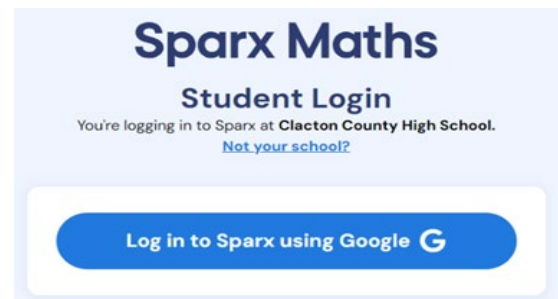 Sparx Maths
Student Login
You're logging in to Sparx at Clacton County High School.
Not your school?
Log in to Sparx using Google G